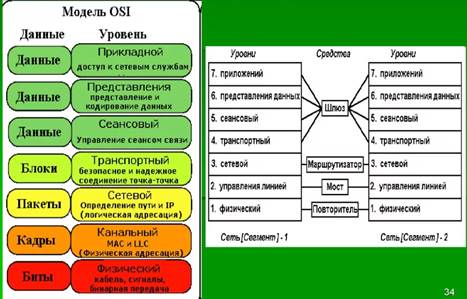 Модель OSI
Данные Уровень
Данные
Прикладной
доступ к сетевым службам
Данные
Представления
представление и
кодирование данных
Данные
Сеансовый
Управление сеансом связи
Блоки
Транспортный
безопасное и надежное
соединение точка-точка
Пакеты
Сетевой
Определение пути и IP
(логическая адресация)
Кадры
Канальный
MAC и LLC
(Физическая адресация)
Биты
Физический
кабель, сигналы,
бинарная передача
Уровни Средства Уровни
7. приложений 7. приложений
6. представления данных 6. представления данных
Шлюз
5. сеансовый 5. сеансовый
4. транспортный 4. транспортный
3. сетевой Маршрутизатор 3. сетевой
2. управления линией Мост 2. управления линией
1. физический Повторитель 1. физический
Сеть[Сегмент] - 1 Сеть[Сегмент] - 2
34